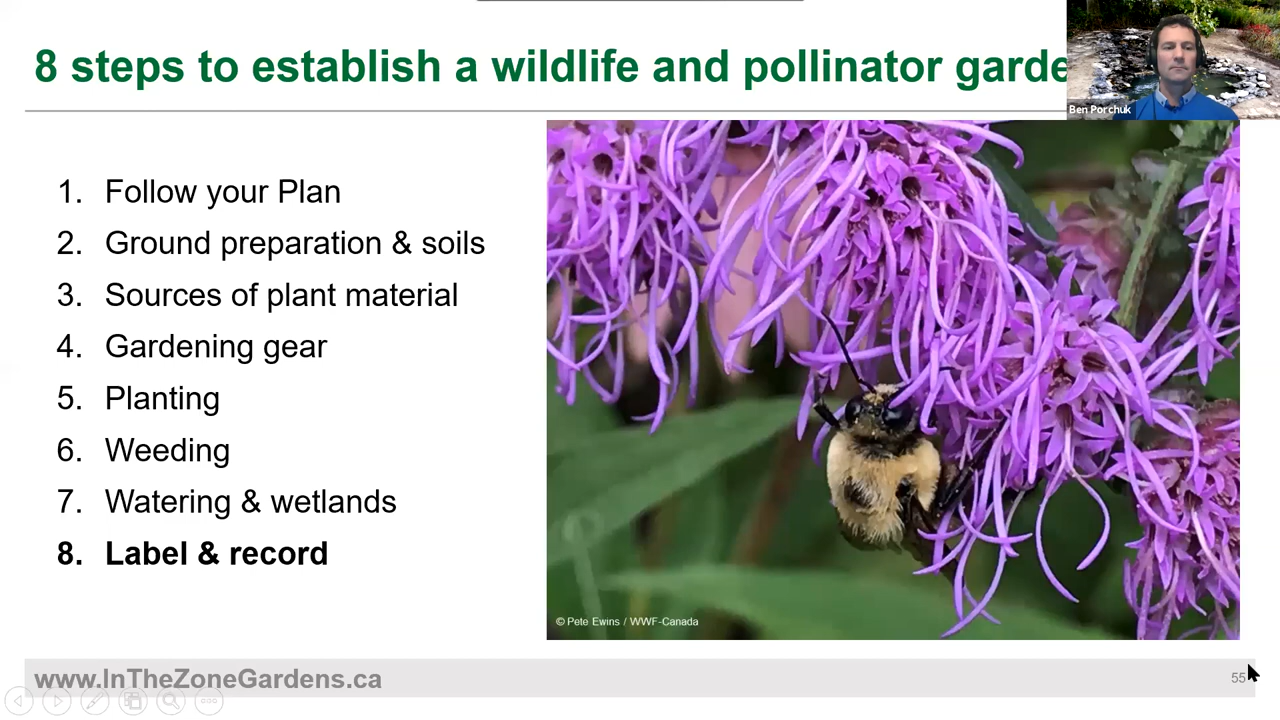 8 steps to establish a wildlife and pollinator garde
Ben Porchuk
1. Follow your Plan
2. Ground preparation & soils
3. Sources of plant material
4. Gardening gear
5. Planting
6. Weeding
7. Watering & wetlands
8. Label & record
© Pete Ewins / WWF-Canada
www.InTheZoneGardens.ca
55